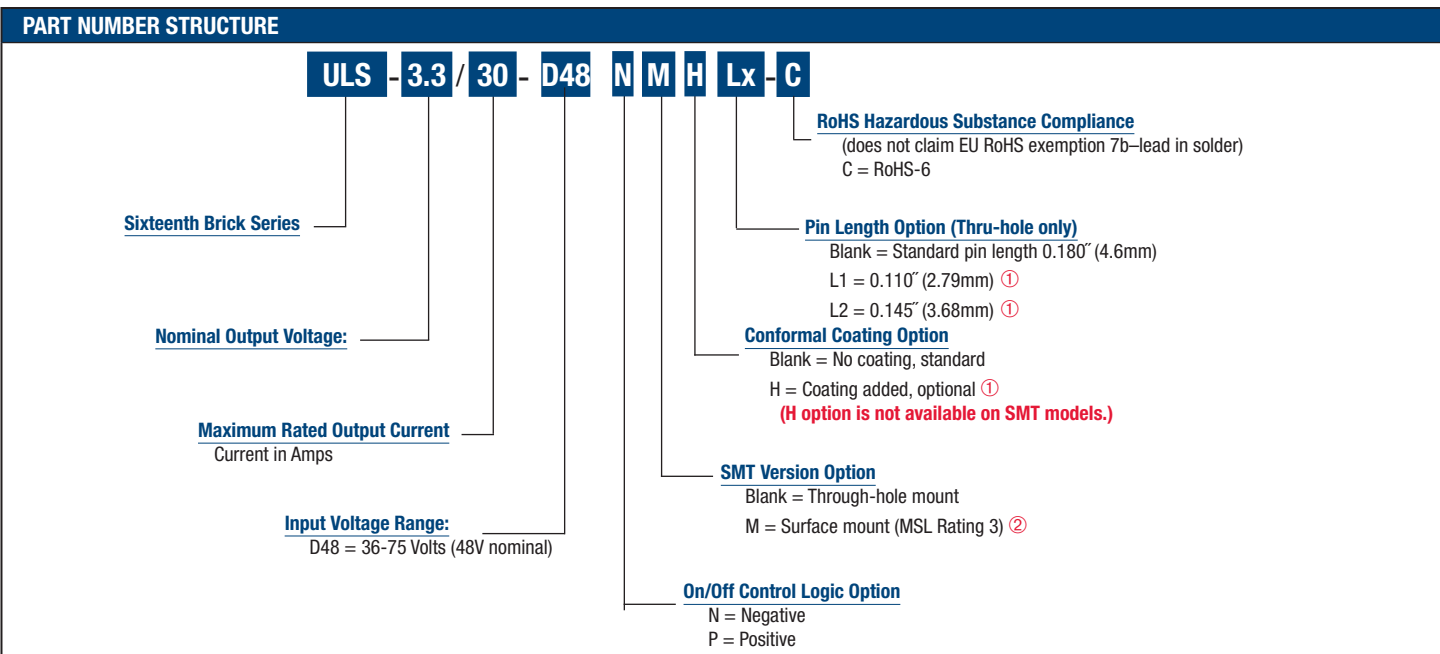 PART NUMBER STRUCTURE
ULS - 3.3 / 30 - D48 N M H Lx - C
RoHS Hazardous Substance Compliance
(does not claim EU RoHS exemption 7b–lead in solder)
C = RoHS-6
Sixteenth Brick Series
Pin Length Option (Thru-hole only)
Blank = Standard pin length 0.180˝ (4.6mm)
L1 = 0.110˝ (2.79mm) ①
L2 = 0.145˝ (3.68mm) ①
Nominal Output Voltage:
Conformal Coating Option
Blank = No coating, standard
H = Coating added, optional ①
(H option is not available on SMT models.)
Maximum Rated Output Current
Current in Amps
SMT Version Option
Blank = Through-hole mount
M = Surface mount (MSL Rating 3) ②
Input Voltage Range:
D48 = 36-75 Volts (48V nominal)
On/Off Control Logic Option
N = Negative
P = Positive